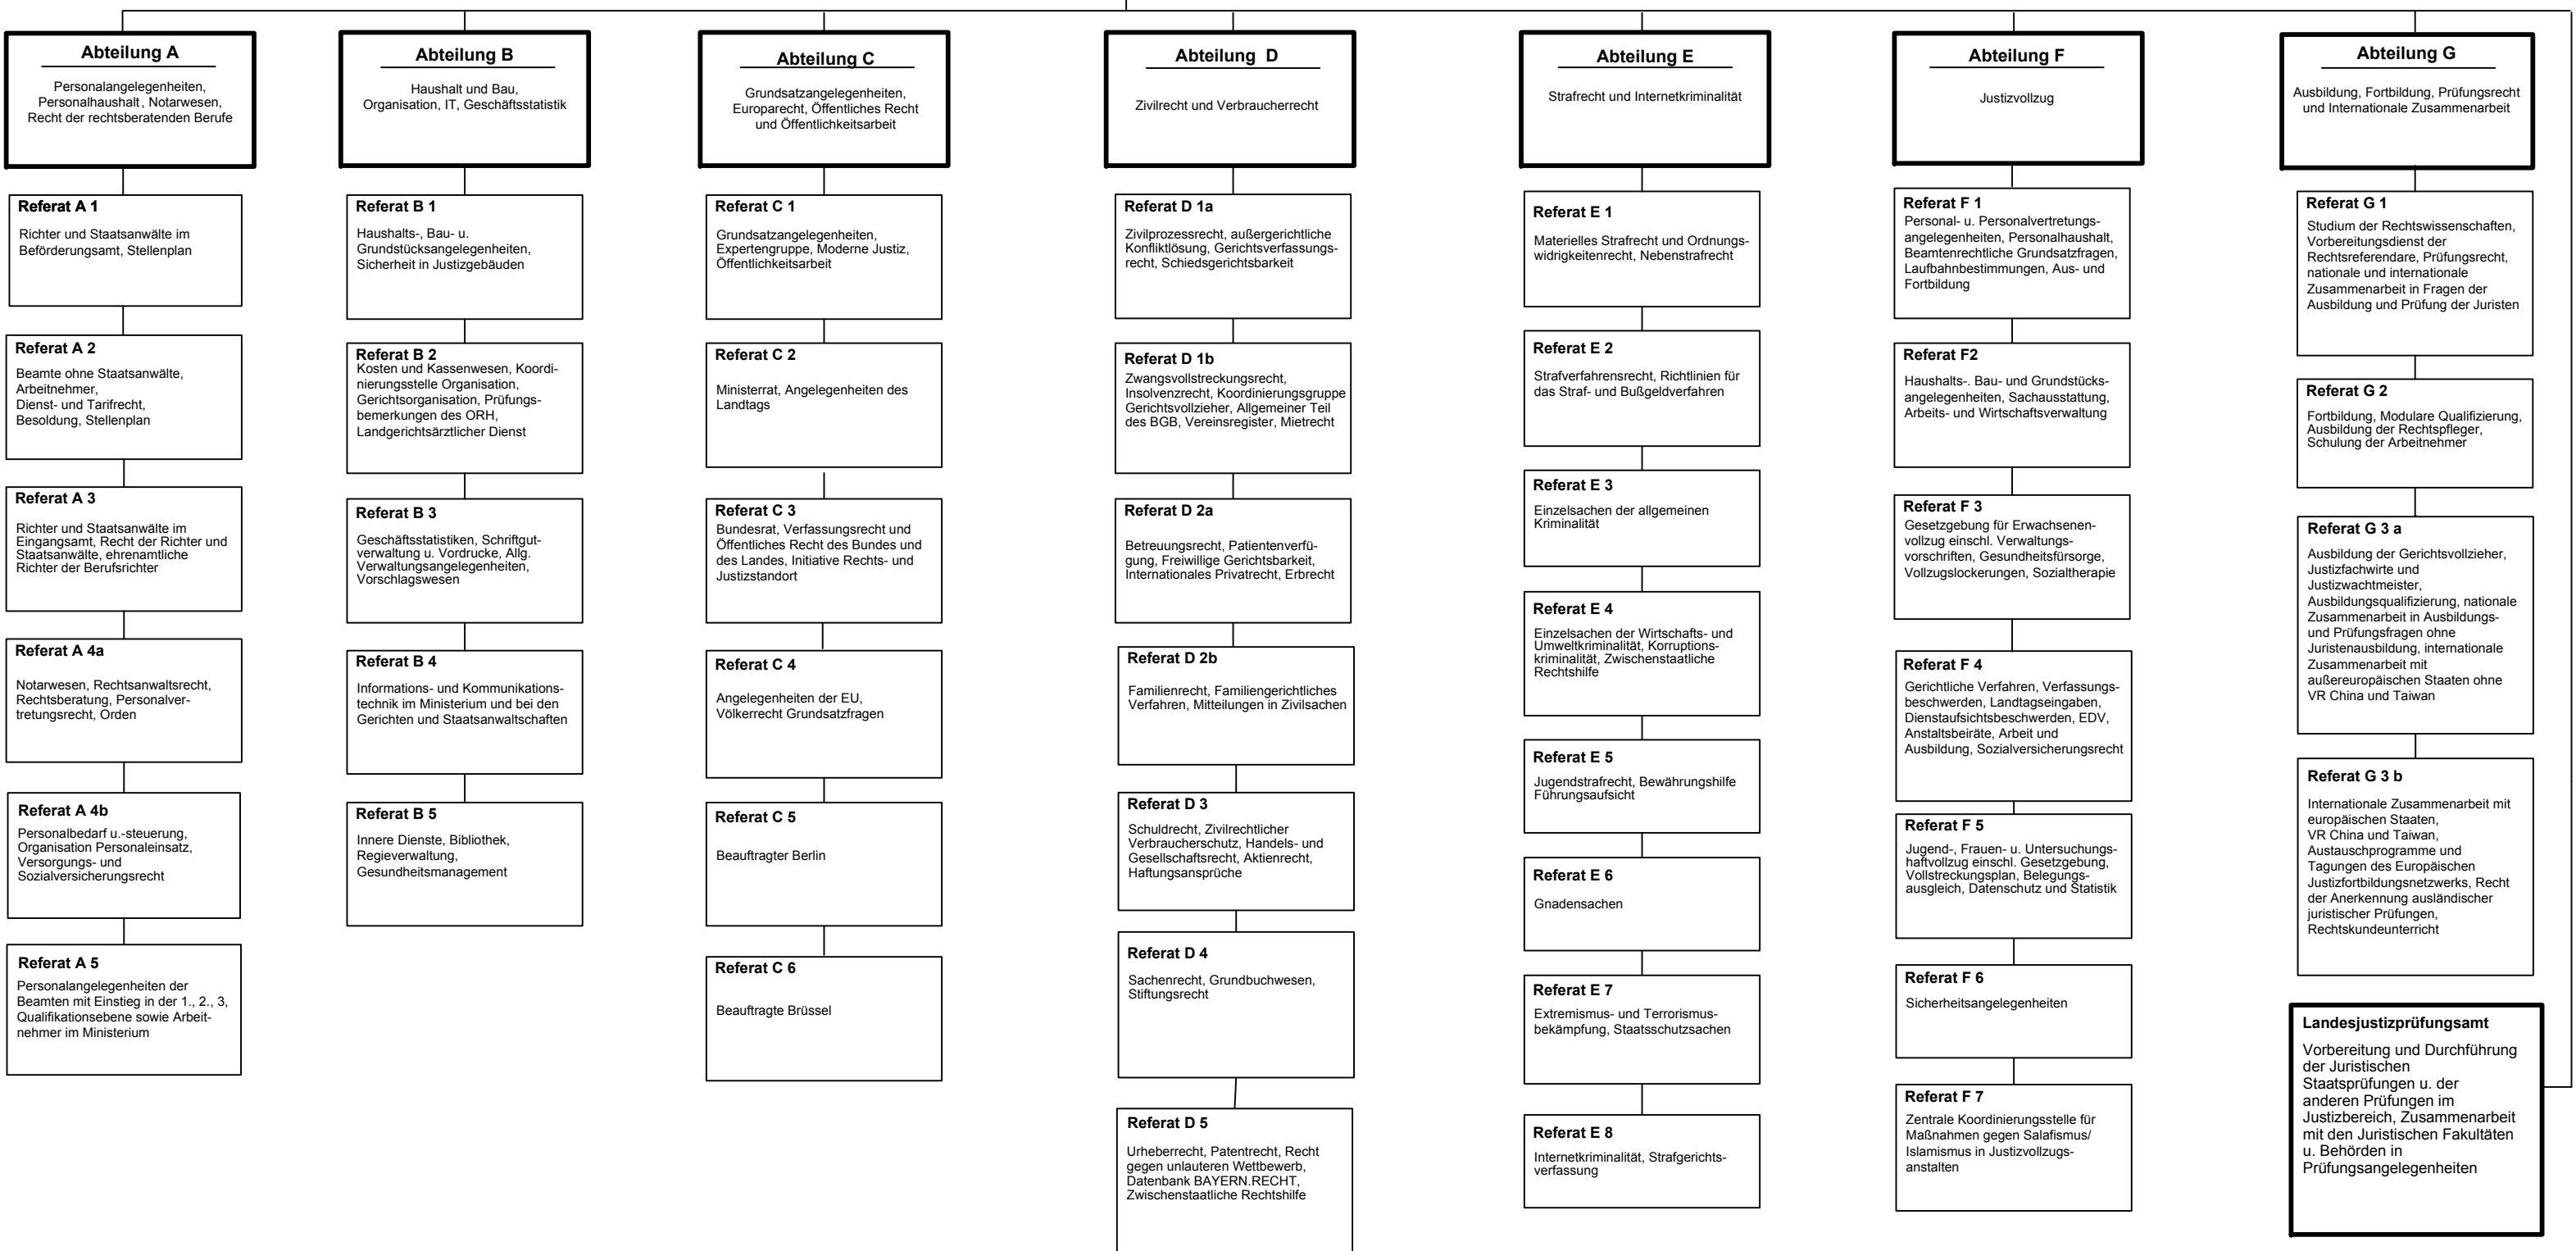 Abteilung A
Personalangelegenheiten,
Personalhaushalt, Notarwesen,
Recht der rechtsberatenden Berufe
Referat A 1
Richter und Staatsanwälte im
Beförderungsamt, Stellenplan
Referat A 2
Beamte ohne Staatsanwälte,
Arbeitnehmer,
Dienst- und Tarifrecht,
Besoldung, Stellenplan
Referat A 3
Richter und Staatsanwälte im
Eingangsamt, Recht der Richter und
Staatsanwälte, ehrenamtliche
Richter der Berufsrichter
Referat A 4a
Notarwesen, Rechtsanwaltsrecht,
Rechtsberatung, Personalver-
tretungsrecht, Orden
Referat A 4b
Personalbedarf u.-steuerung,
Organisation Personaleinsatz,
Versorgungs- und
Sozialversicherungsrecht
Referat A 5
Personalangelegenheiten der
Beamten mit Einstieg in der 1., 2., 3,
Qualifikationsebene sowie Arbeit-
nehmer im Ministerium
Abteilung B
Haushalt und Bau,
Organisation, IT, Geschäftsstatistik
Referat B 1
Haushalts-, Bau- u.
Grundstücksangelegenheiten,
Sicherheit in Justizgebäuden
Referat B 2
Kosten und Kassenwesen, Koordi-
nierungsstelle Organisation,
Gerichtsorganisation, Prüfungs-
bemerkungen des ORH,
Landgerichtsärztlicher Dienst
Referat B 3
Geschäftsstatistiken, Schriftgut-
verwaltung u. Vordrucke, Allg.
Verwaltungsangelegenheiten,
Vorschlagswesen
Referat B 4
Informations- und Kommunikations-
technik im Ministerium und bei den
Gerichten und Staatsanwaltschaften
Referat B 5
Innere Dienste, Bibliothek,
Regieverwaltung,
Gesundheitsmanagement
Abteilung C
Grundsatzangelegenheiten,
Europarecht, Öffentliches Recht
und Öffentlichkeitsarbeit
Referat C 1
Grundsatzangelegenheiten,
Expertengruppe, Moderne Justiz,
Öffentlichkeitsarbeit
Referat C 2
Ministerrat, Angelegenheiten des
Landtags
Referat C 3
Bundesrat, Verfassungsrecht und
Öffentliches Recht des Bundes und
des Landes, Initiative Rechts- und
Justizstandort
Referat C 4
Angelegenheiten der EU,
Völkerrecht Grundsatzfragen
Referat C 5
Beauftragter Berlin
Referat C 6
Beauftragte Brüssel
Abteilung D
Zivilrecht und Verbraucherrecht
Referat D 1a
Zivilprozessrecht, außergerichtliche
Konfliktlösung, Gerichtsverfassungs-
recht, Schiedsgerichtsbarkeit
Referat D 1b
Zwangsvollstreckungsrecht,
Insolvenzrecht, Koordinierungsgruppe
Gerichtsvollzieher, Allgemeiner Teil
des BGB, Vereinsregister, Mietrecht
Referat D 2a
Betreuungsrecht, Patientenverfü-
gung, Freiwillige Gerichtsbarkeit,
Internationales Privatrecht, Erbrecht
Referat D 2b
Familienrecht, Familiengerichtliches
Verfahren, Mitteilungen in Zivilsachen
Referat D 3
Schuldrecht, Zivilrechtlicher
Verbraucherschutz, Handels- und
Gesellschaftsrecht, Aktienrecht,
Haftungsansprüche
Referat D 4
Sachenrecht, Grundbuchwesen,
Stiftungsrecht
Referat D 5
Urheberrecht, Patentrecht, Recht
gegen unlauteren Wettbewerb,
Datenbank BAYERN.RECHT,
Zwischenstaatliche Rechtshilfe
Abteilung E
Strafrecht und Internetkriminalität
Referat E 1
Materielles Strafrecht und Ordnungs-
widrigkeitenrecht, Nebenstrafrecht
Referat E 2
Strafverfahrensrecht, Richtlinien für
das Straf- und Bußgeldverfahren
Referat E 3
Einzelsachen der allgemeinen
Kriminalität
Referat E 4
Einzelsachen der Wirtschafts- und
Umweltkriminalität, Korruptions-
kriminalität, Zwischenstaatliche
Rechtshilfe
Referat E 5
Jugendstrafrecht, Bewährungshilfe
Führungsaufsicht
Referat E 6
Gnadensachen
Referat E 7
Extremismus- und Terrorismus-
bekämpfung, Staatsschutzsachen
Referat E 8
Internetkriminalität, Strafgerichts-
verfassung
Abteilung F
Justizvollzug
Referat F 1
Personal- u. Personalvertretungs-
angelegenheiten, Personalhaushalt,
Beamtenrechtliche Grundsatzfragen,
Laufbahnbestimmungen, Aus- und
Fortbildung
Referat F2
Haushalts-. Bau- und Grundstücks-
angelegenheiten, Sachausstattung,
Arbeits- und Wirtschaftsverwaltung
Referat F 3
Gesetzgebung für Erwachsenen-
vollzug einschl. Verwaltungs-
vorschriften, Gesundheitsfürsorge,
Vollzugslockerungen, Sozialtherapie
Referat F 4
Gerichtliche Verfahren, Verfassungs-
beschwerden, Landtagseingaben,
Dienstaufsichtsbeschwerden, EDV,
Anstaltsbeiräte, Arbeit und
Ausbildung, Sozialversicherungsrecht
Referat F 5
Jugend-, Frauen- u. Untersuchungs-
haftvollzug einschl. Gesetzgebung,
Vollstreckungsplan, Belegungs-
ausgleich, Datenschutz und Statistik
Referat F 6
Sicherheitsangelegenheiten
Referat F 7
Zentrale Koordinierungsstelle für
Maßnahmen gegen Salafismus/
Islamismus in Justizvollzugs-
anstalten
Abteilung G
Ausbildung, Fortbildung, Prüfungsrecht
und Internationale Zusammenarbeit
Referat G 1
Studium der Rechtswissenschaften,
Vorbereitungsdienst der
Rechtsreferendare, Prüfungsrecht,
nationale und internationale
Zusammenarbeit in Fragen der
Ausbildung und Prüfung der Juristen
Referat G 2
Fortbildung, Modulare Qualifizierung,
Ausbildung der Rechtspfleger,
Schulung der Arbeitnehmer
Referat G 3 a
Ausbildung der Gerichtsvollzieher,
Justizfachwirte und
Justizwachtmeister,
Ausbildungsqualifizierung, nationale
Zusammenarbeit in Ausbildungs-
und Prüfungsfragen ohne
Juristenausbildung, internationale
Zusammenarbeit mit
außereuropäischen Staaten ohne
VR China und Taiwan
Referat G 3 b
Internationale Zusammenarbeit mit
europäischen Staaten,
VR China und Taiwan,
Austauschprogramme und
Tagungen des Europäischen
Justizfortbildungsnetzwerks, Recht
der Anerkennung ausländischer
juristischer Prüfungen,
Rechtskundeunterricht
Landesjustizprüfungsamt
Vorbereitung und Durchführung
der Juristischen
Staatsprüfungen u. der
anderen Prüfungen im
Justizbereich, Zusammenarbeit
mit den Juristischen Fakultäten
u. Behörden in
Prüfungsangelegenheiten